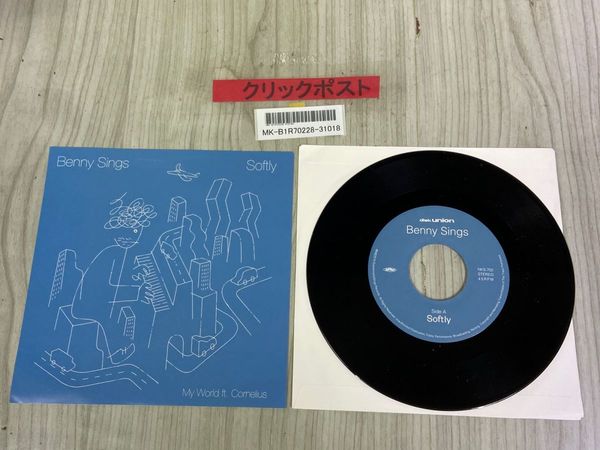 クリックポスト
MK-B1R70228-31018
Benny Sings
Softly
My World ft. Cornelius
disk union
Benny Sings
STEREO
45RPM
Side A
Softly